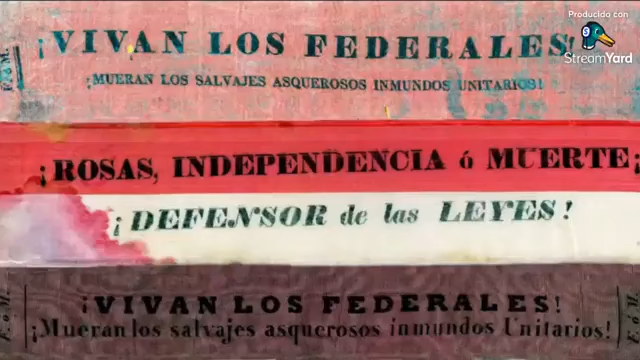 Producido con
StreamYard
F. ó M.
¡VIVAN LOS FEDERALES!
¡MUERAN LOS SALVAJES ASQUEROSOS INMUNDOS UNITARIOS!
¡ROSAS, INDEPENDENCIA ó MUERTE¡
¡DEFENSOR de las LEYES!
F. ó M.
¡VIVAN LOS FEDERALES!
¡Mueran los salvajes asquerosos inmundos Unitarios!
F. ó M.